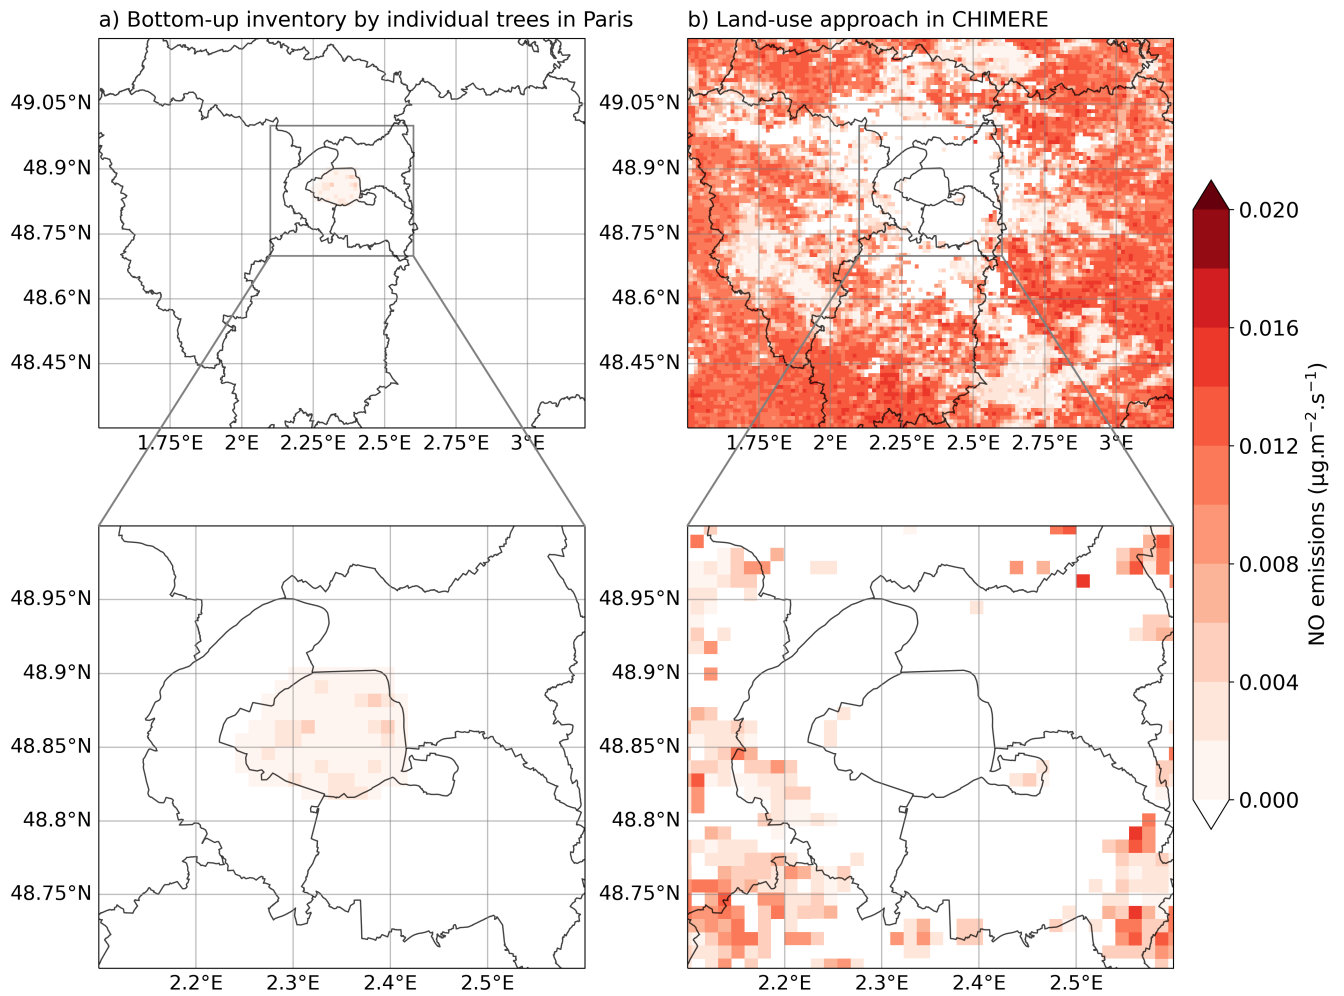 a) Bottom-up inventory by individual trees in Paris
b) Land-use approach in CHIMERE
49.05°N
48.9°N
48.75°N
48.6°N
48.45°N
1.75°E 2°E 2.25°E 2.5°E 2.75°E 3°E
49.05°N
48.9°N
48.75°N
48.6°N
48.45°N
1.75°E 2°E 2.25°E 2.5°E 2.75°E 3°E
48.95°N
48.9°N
48.85°N
48.8°N
48.75°N
2.2°E 2.3°E 2.4°E 2.5°E
48.95°N
48.9°N
48.85°N
48.8°N
48.75°N
2.2°E 2.3°E 2.4°E 2.5°E
0.020
0.016
0.012
0.008
0.004
0.000
NO emissions (µg.m⁻².s⁻¹)